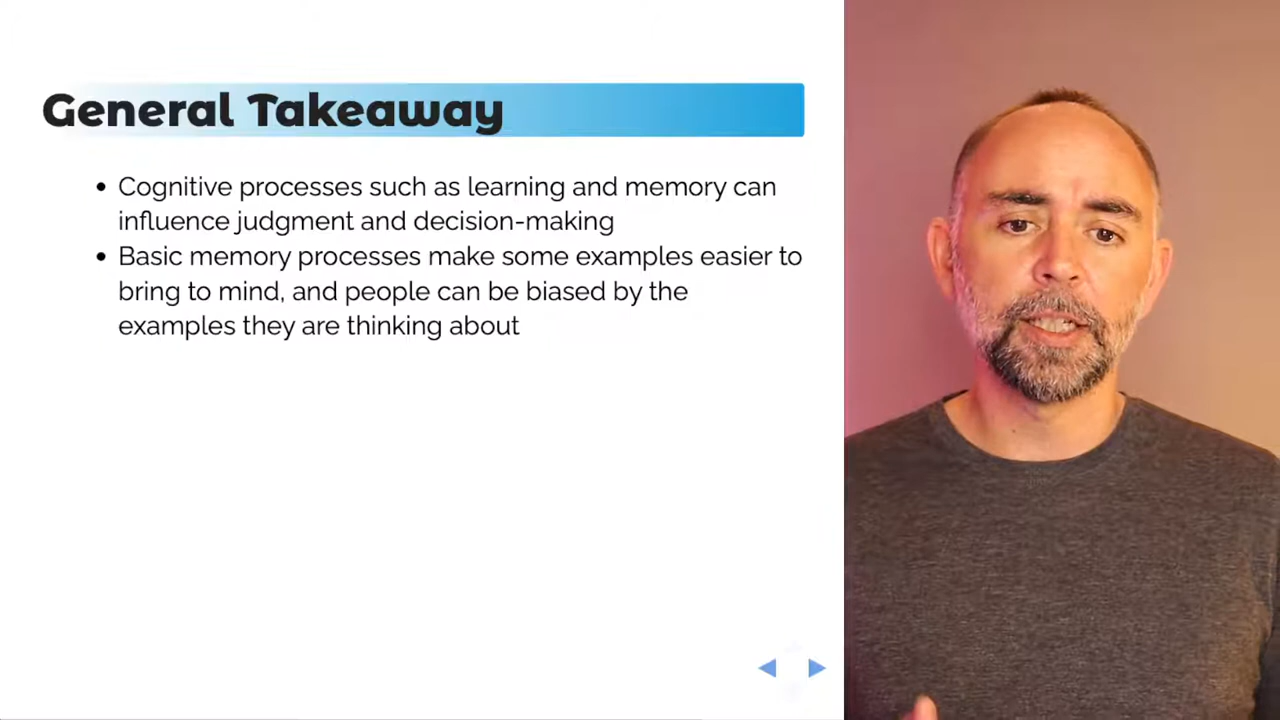 General Takeaway
Cognitive processes such as learning and memory can
influence judgment and decision-making
Basic memory processes make some examples easier to
bring to mind, and people can be biased by the
examples they are thinking about